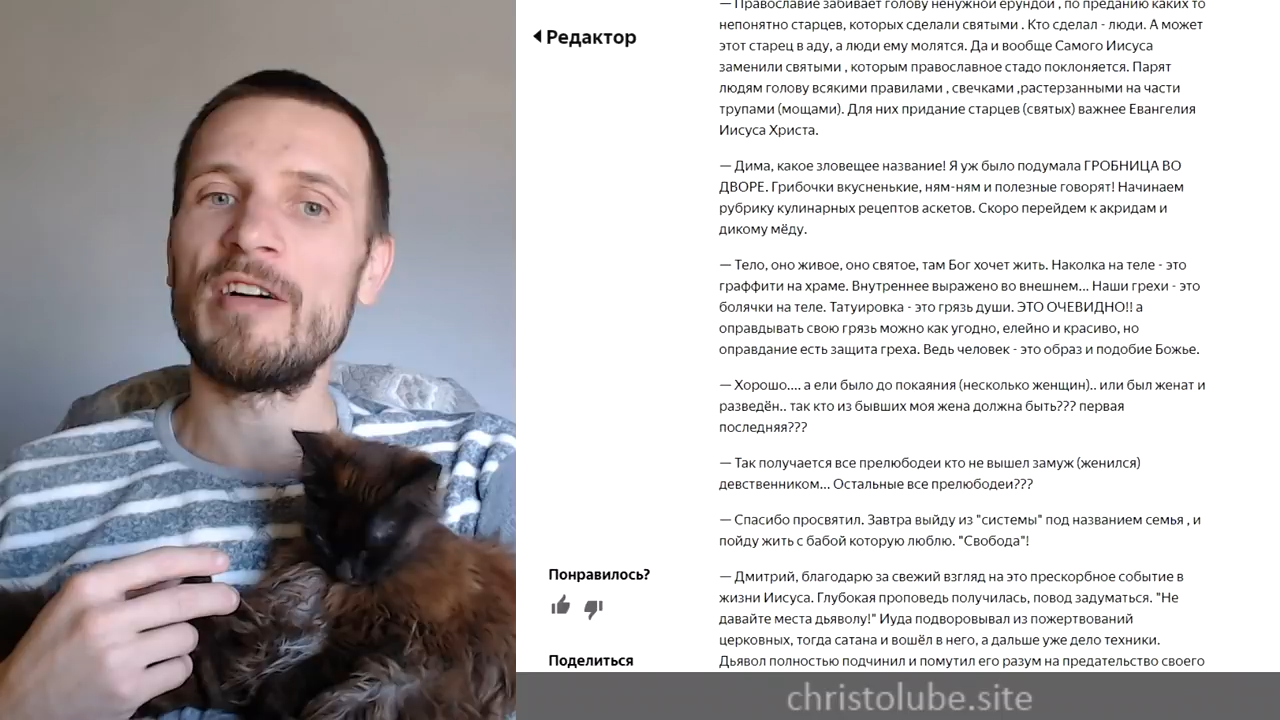 — Православие забивает голову ненужной ерундой , по преданию каких то
непонятно старцев, которых сделали святыми . Кто сделал - люди. А может
этот старец в аду, а люди ему молятся. Да и вообще Самого Иисуса
заменили святыми , которым православное стадо поклоняется. Парят
людям голову всякими правилами , свечками ,растерзанными на части
трупами (мощами). Для них придание старцев (святых) важнее Евангелия
Иисуса Христа.
— Дима, какое зловещее название! Я уж было подумала ГРОБНИЦА ВО
ДВОРЕ. Грибочки вкусненькие, ням-ням и полезные говорят! Начинаем
рубрику кулинарных рецептов аскетов. Скоро перейдем к акридам и
дикому мёду.
— Тело, оно живое, оно святое, там Бог хочет жить. Наколка на теле - это
граффити на храме. Внутреннее выражено во внешнем... Наши грехи - это
болячки на теле. Татуировка - это грязь души. ЭТО ОЧЕВИДНО!! а
оправдывать свою грязь можно как угодно, елейно и красиво, но
оправдание есть защита греха. Ведь человек - это образ и подобие Божье.
— Хорошо.... а ели было до покаяния (несколько женщин).. или был женат и
разведён.. так кто из бывших моя жена должна быть??? первая
последняя???
— Так получается все прелюбодеи кто не вышел замуж (женился)
девственником... Остальные все прелюбодеи???
— Спасибо просвятил. Завтра выйду из "системы" под названием семья , и
пойду жить с бабой которую люблю. "Свобода"!
— Дмитрий, благодарю за свежий взгляд на это прескорбное событие в
жизни Иисуса. Глубокая проповедь получилась, повод задуматься. "Не
давайте места дьяволу!" Иуда подворовывал из пожертвований
церковных, тогда сатана и вошёл в него, а дальше уже дело техники.
Дьявол полностью подчинил и помутил его разум на предательство своего
Редактор
Понравилось?
Поделиться
christolube.site